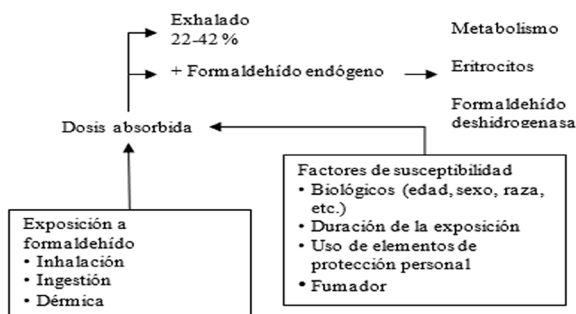 Exhalado
22-42 %
Metabolismo
+ Formaldehído endógeno
Eritrocitos
Formaldehído
deshidrogenasa
Dosis absorbida
Factores de susceptibilidad
• Biológicos (edad, sexo, raza,
etc.)
• Duración de la exposición
• Uso de elementos de
protección personal
• Fumador
Exposición a
formaldehído
• Inhalación
• Ingestión
• Dérmica